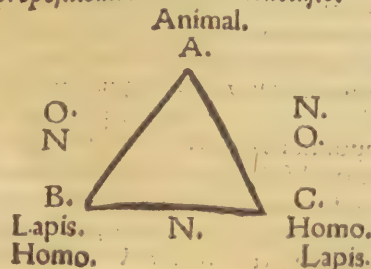 Animal.
A.
O. N.
N O.
B. C.
Lapis. N. Homo.
Homo. Lapis.